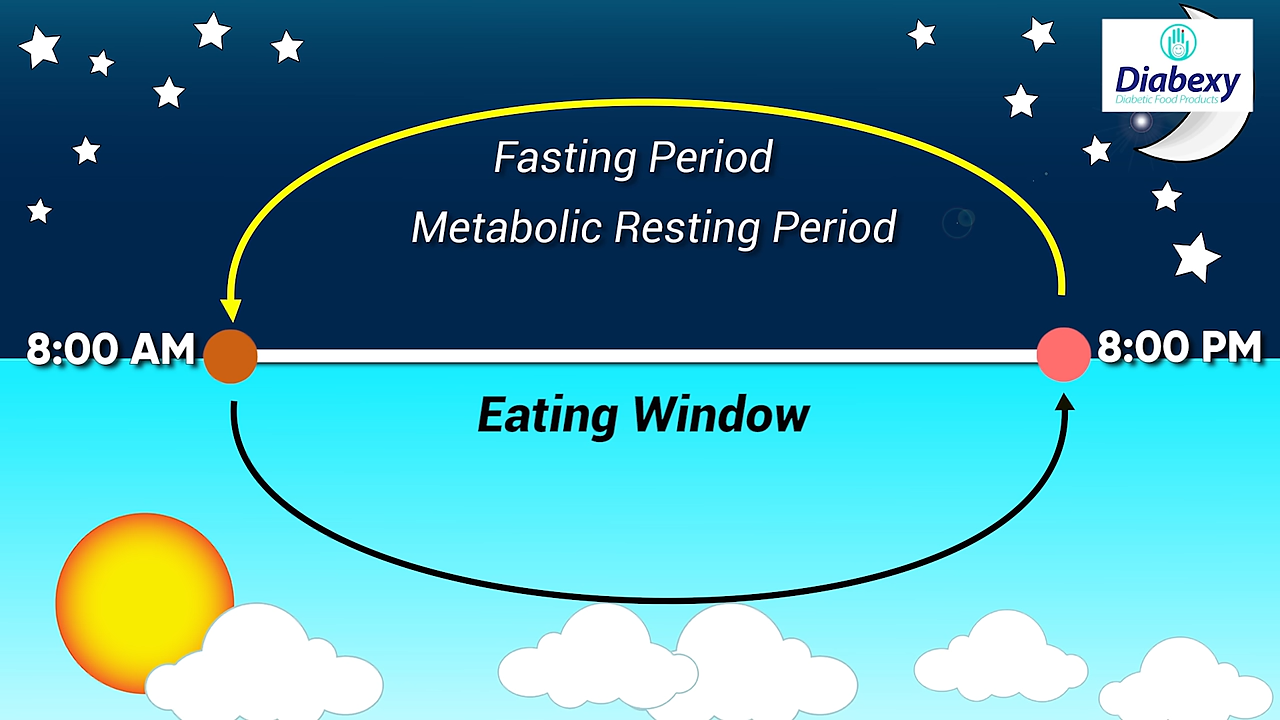 Diabexy
Diabetic Food Products
Fasting Period
Metabolic Resting Period
8:00 AM
8:00 PM
Eating Window